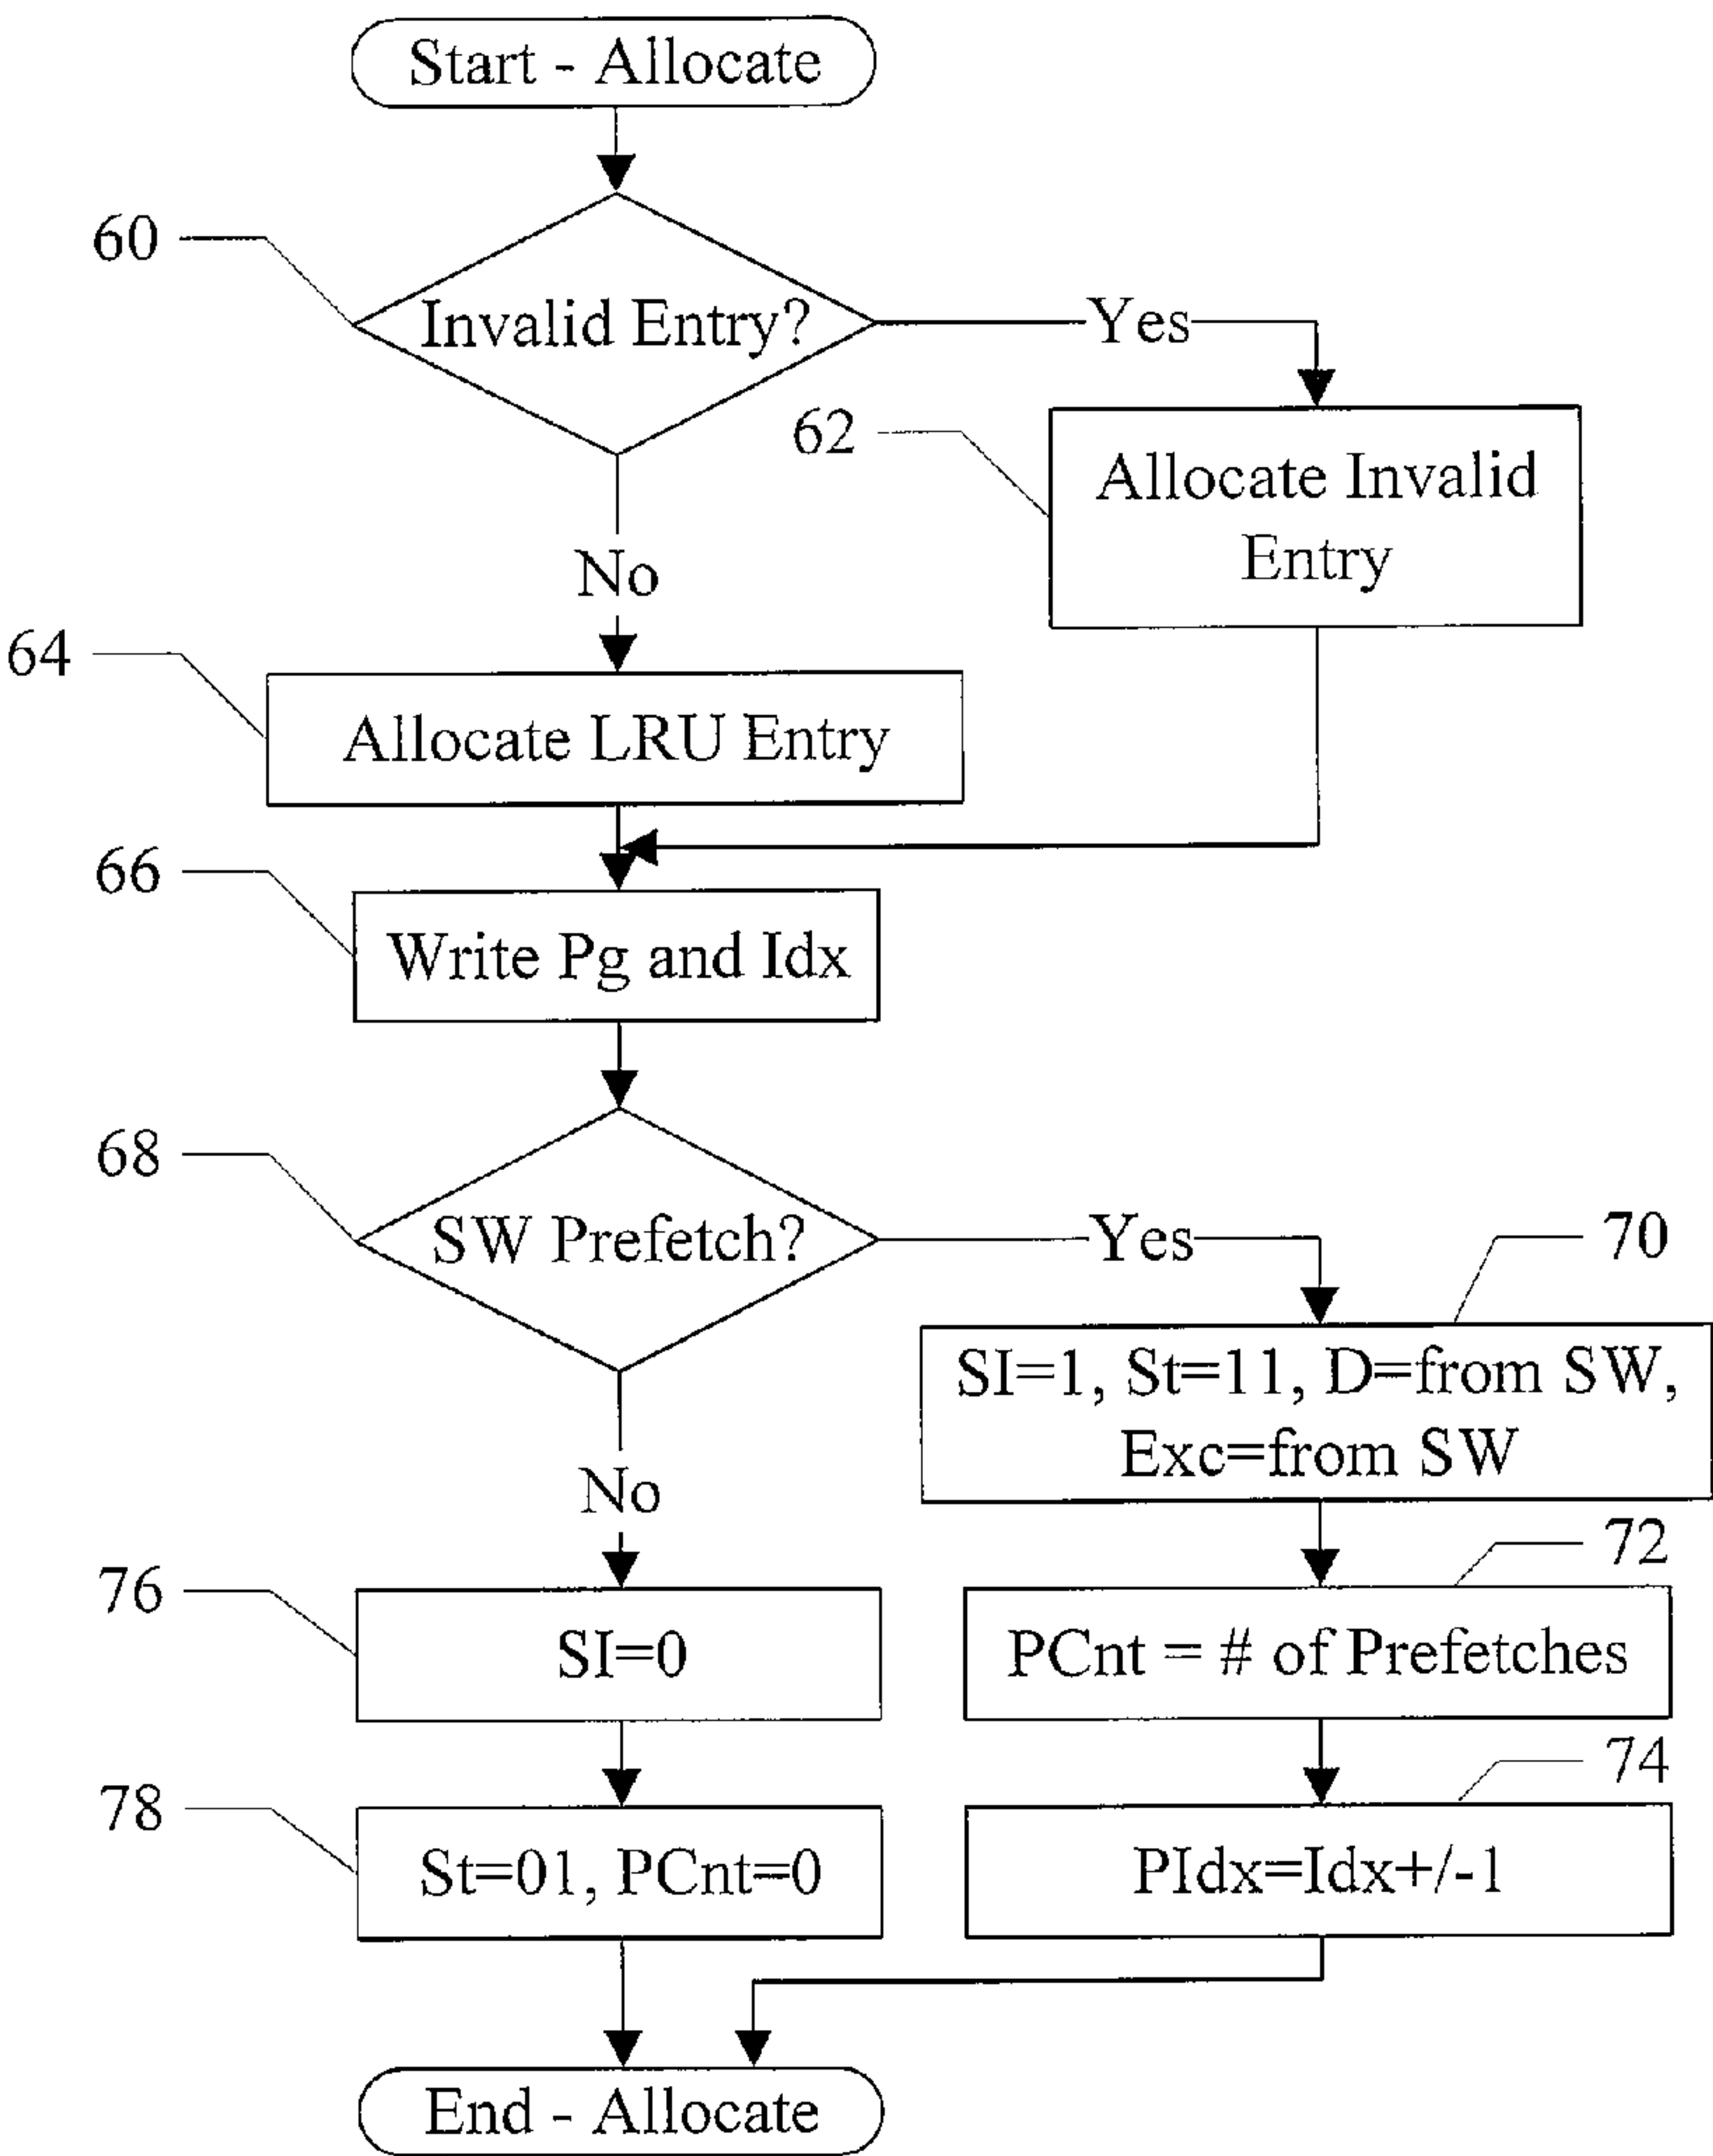 Start - Allocate
60
Invalid Entry?
Yes
62
Allocate Invalid
Entry
No
64
Allocate LRU Entry
66
Write Pg and Idx
68
SW Prefetch?
Yes
70
SI=1, St=11, D=from SW,
Exc=from SW
No
72
76
SI=0
PCnt = # of Prefetches
74
78
St=01, PCnt=0
PIdx=Idx+/-1
End - Allocate